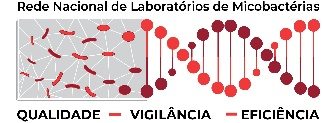 Rede Nacional de Laboratórios de Micobactérias
QUALIDADE – VIGILÂNCIA – EFICIÊNCIA